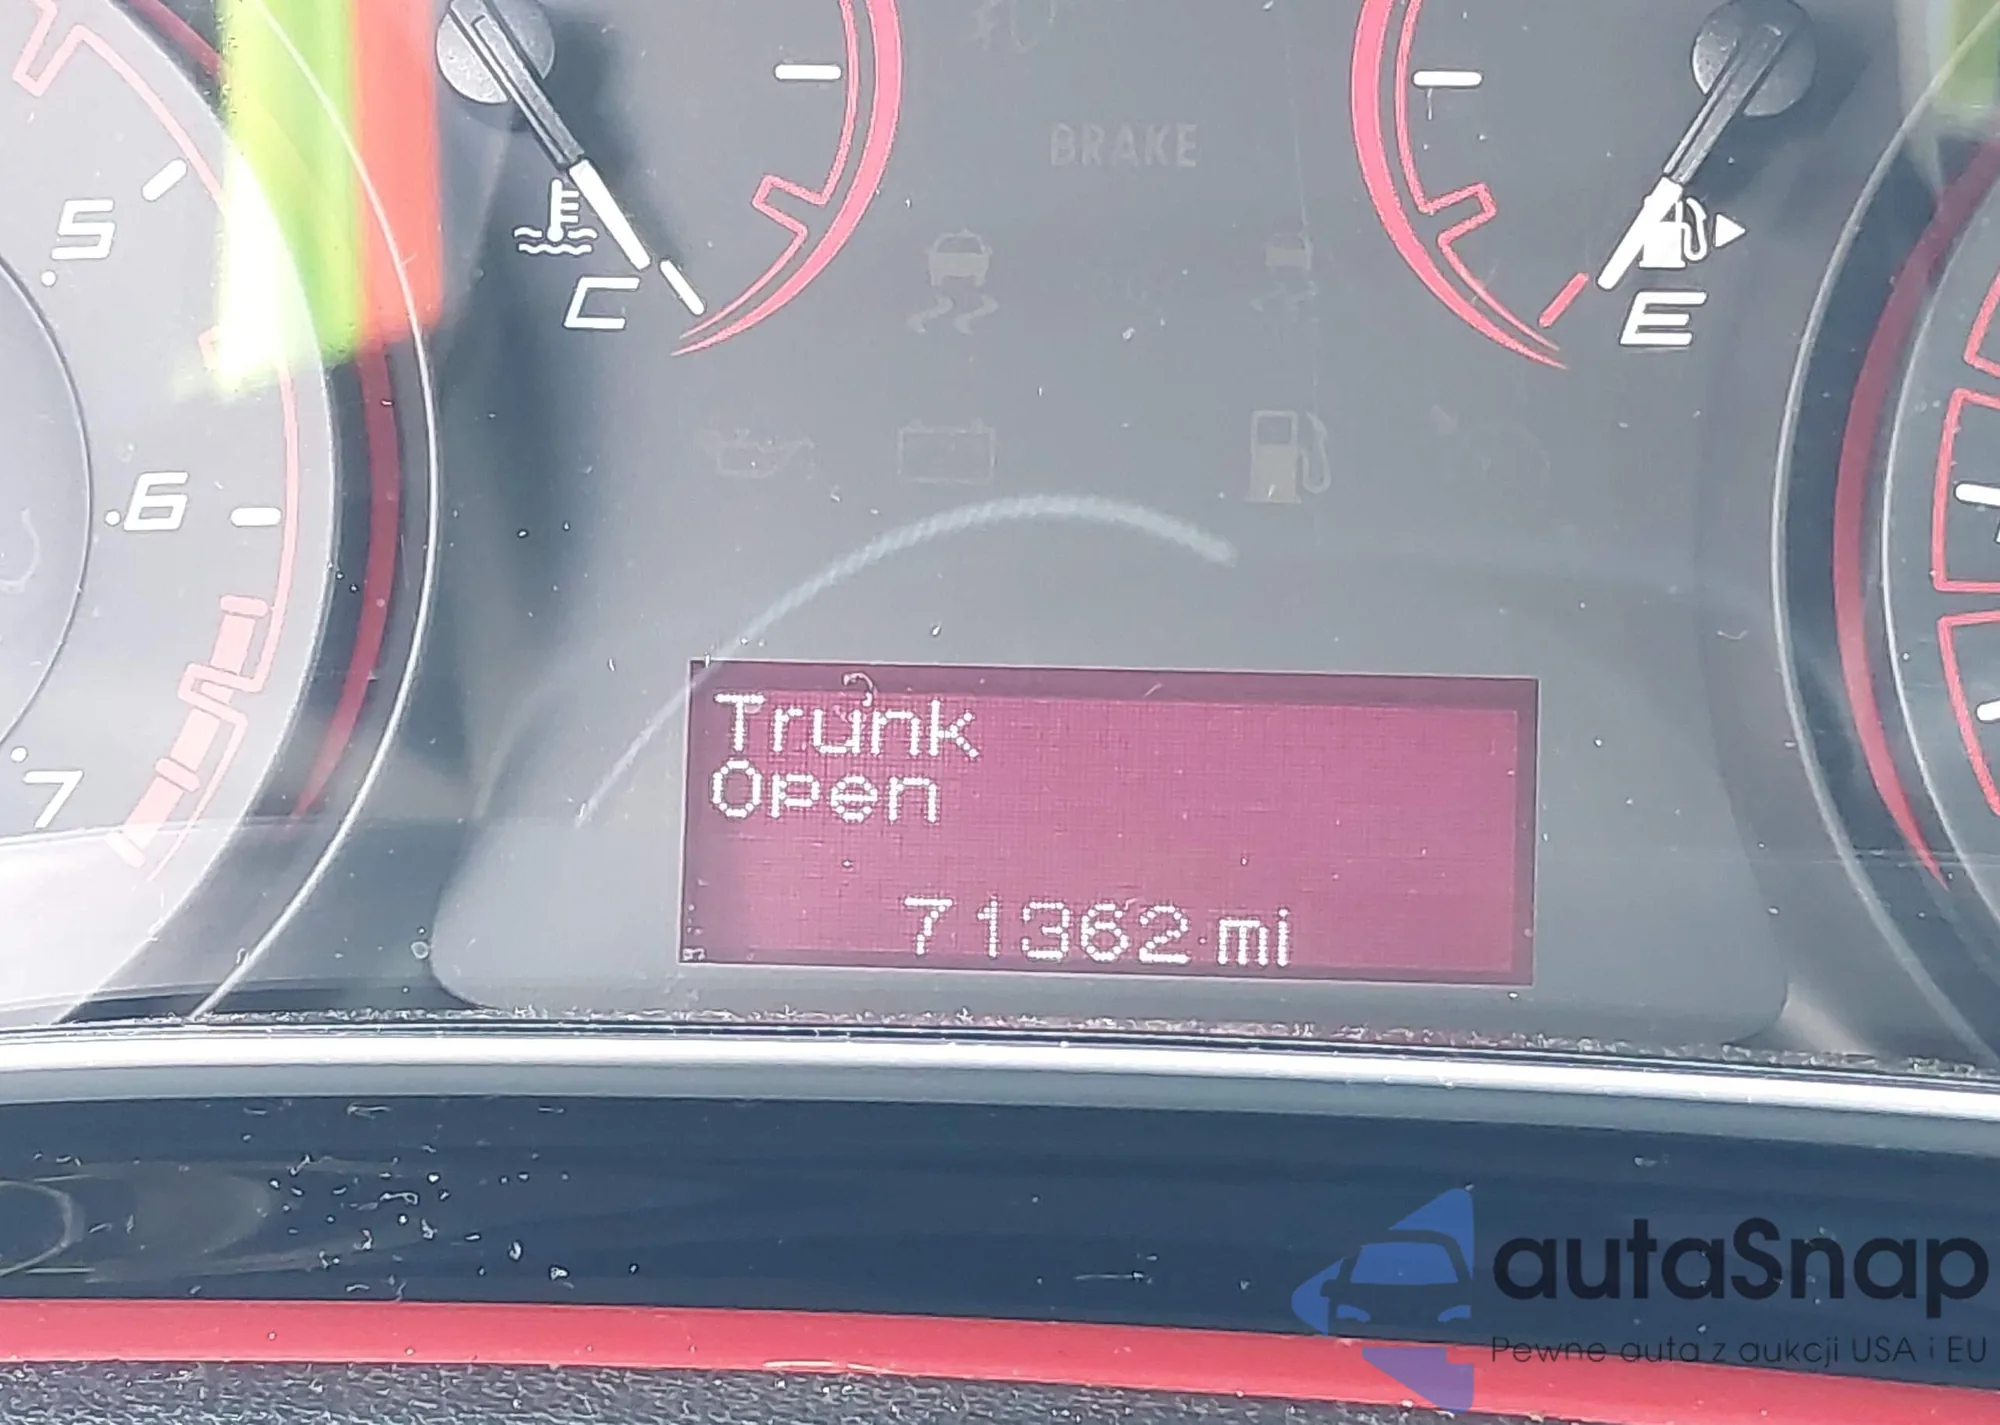 BRAKE
5
C
E
6
7
Trunk
Open
71362 mi
autaSnap
Pewne auta z aukcji USA i EU